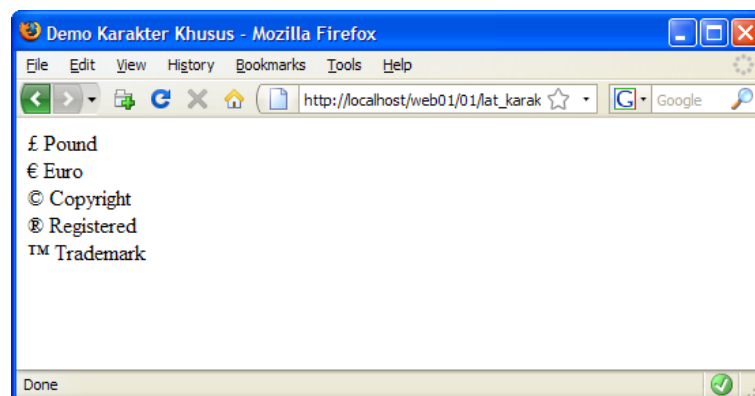 Demo Karakter Khusus - Mozilla Firefox
File Edit View History Bookmarks Tools Help
http://localhost/web01/01/lat_karak G Google
£ Pound
€ Euro
© Copyright
® Registered
™ Trademark
Done